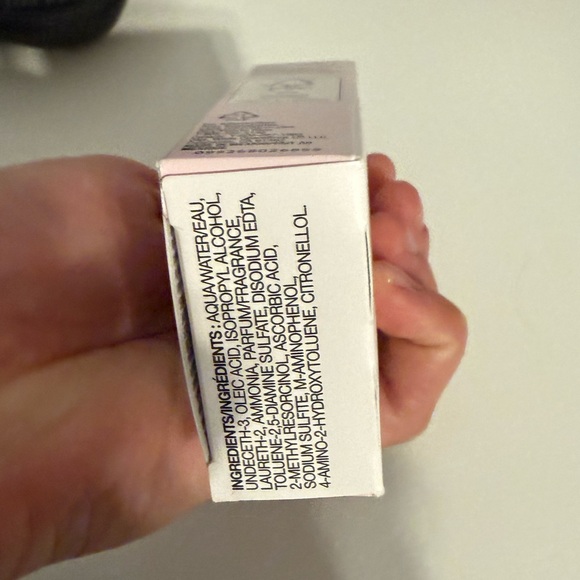 INGREDIENTS/INGRÉDIENTS : AQUA/WATER/EAU,
UNDECETH-3, OLEIC ACID, ISOPROPYL ALCOHOL,
LAURETH-2, AMMONIA, PARFUM/FRAGRANCE,
TOLUENE-2,5-DIAMINE SULFATE, DISODIUM EDTA,
2-METHYLRESORCINOL, ASCORBIC ACID,
SODIUM SULFITE, M-AMINOPHENOL,
4-AMINO-2-HYDROXYTOLUENE, CITRONELLOL.